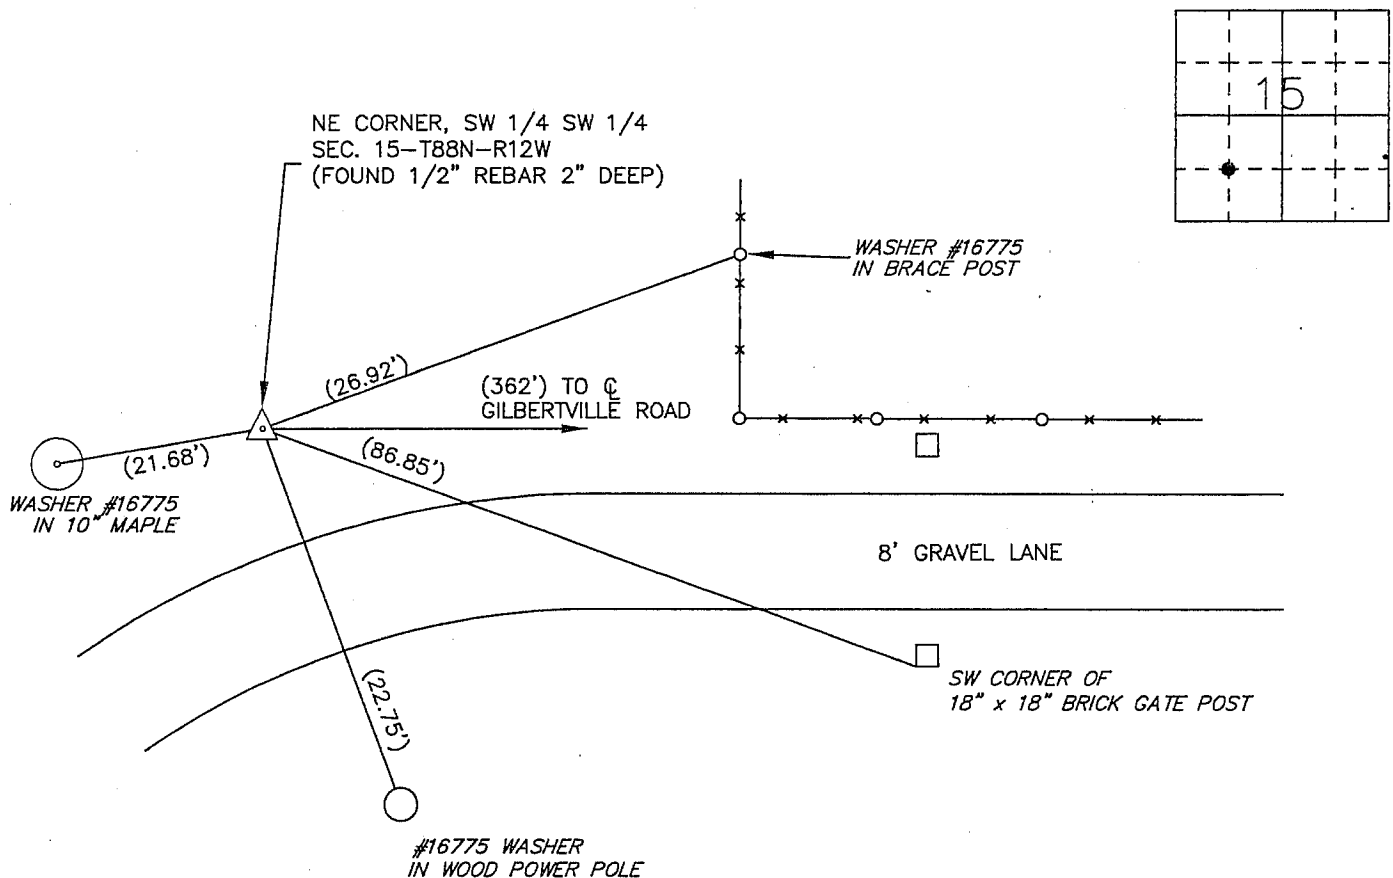 15
NE CORNER, SW 1/4 SW 1/4
SEC. 15-T88N-R12W
(FOUND 1/2" REBAR 2" DEEP)
WASHER #16775
IN BRACE POST
(26.92')
(362') TO ℄
GILBERTVILLE ROAD
(21.68')
(86.85')
WASHER #16775
IN 10" MAPLE
8' GRAVEL LANE
(22.75')
SW CORNER OF
18" x 18" BRICK GATE POST
#16775 WASHER
IN WOOD POWER POLE